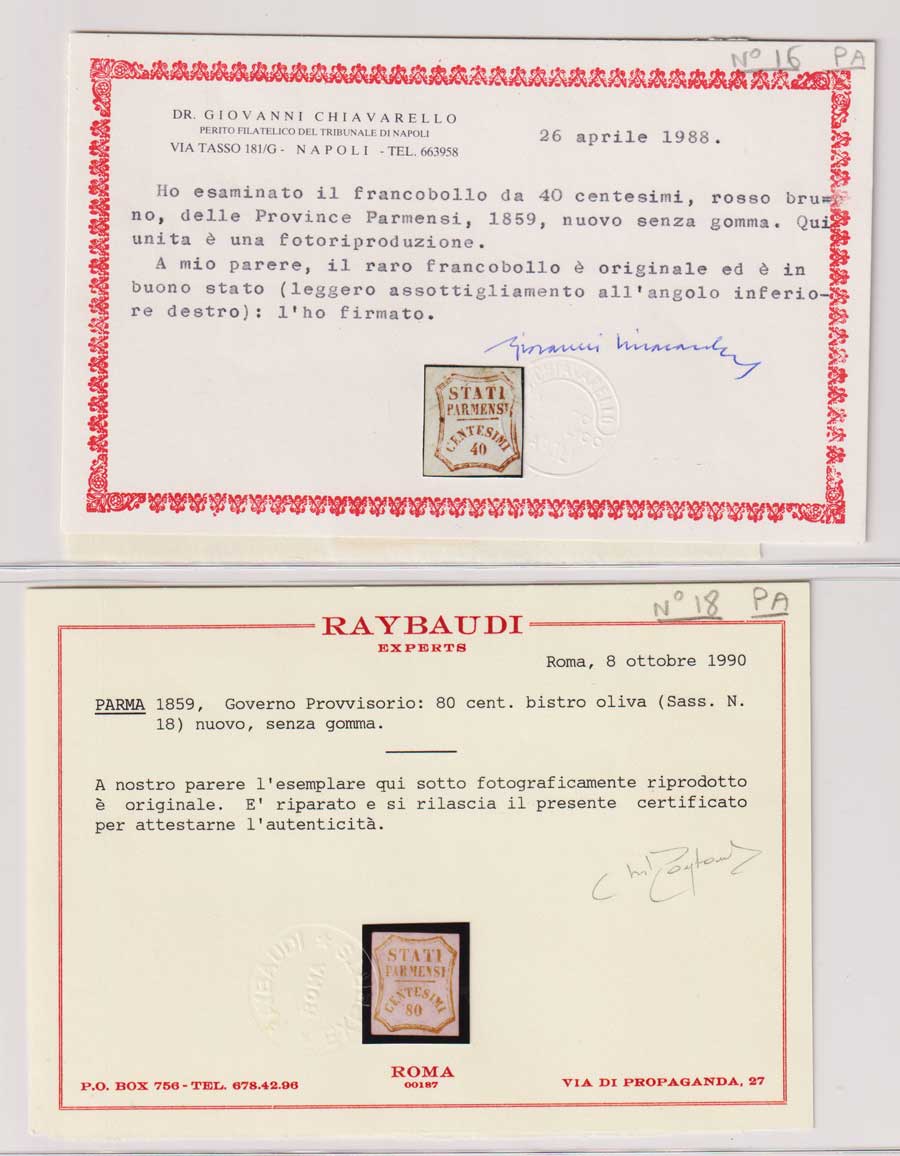 Nº 16 PA
DR. GIOVANNI CHIAVARELLO
PERITO FILATELICO DEL TRIBUNALE DI NAPOLI
VIA TASSO 181/G - NAPOLI - TEL. 663958
26 aprile 1988.
Ho esaminato il francobollo da 40 centesimi, rosso bru=
no, delle Province Parmensi, 1859, nuovo senza gomma. Qui
unita è una fotoriproduzione.
A mio parere, il raro francobollo è originale ed è in
buono stato (leggero assottigliamento all'angolo inferio-
re destro): l'ho firmato.
CHIAVARELLO
STATI
PARMENSI
CENTESIMI
40
Nº 18 PA
RAYBAUDI
EXPERTS
Roma, 8 ottobre 1990
PARMA 1859, Governo Provvisorio: 80 cent. bistro oliva (Sass. N.
18) nuovo, senza gomma.
A nostro parere l'esemplare qui sotto fotograficamente riprodotto
è originale. E' riparato e si rilascia il presente certificato
per attestarne l'autenticità.
RAYBAUDI
ROMA
STATI
PARMENSI
CENTESIMI
80
P.O. BOX 756 - TEL. 678.42.96
ROMA
00187
VIA DI PROPAGANDA, 27